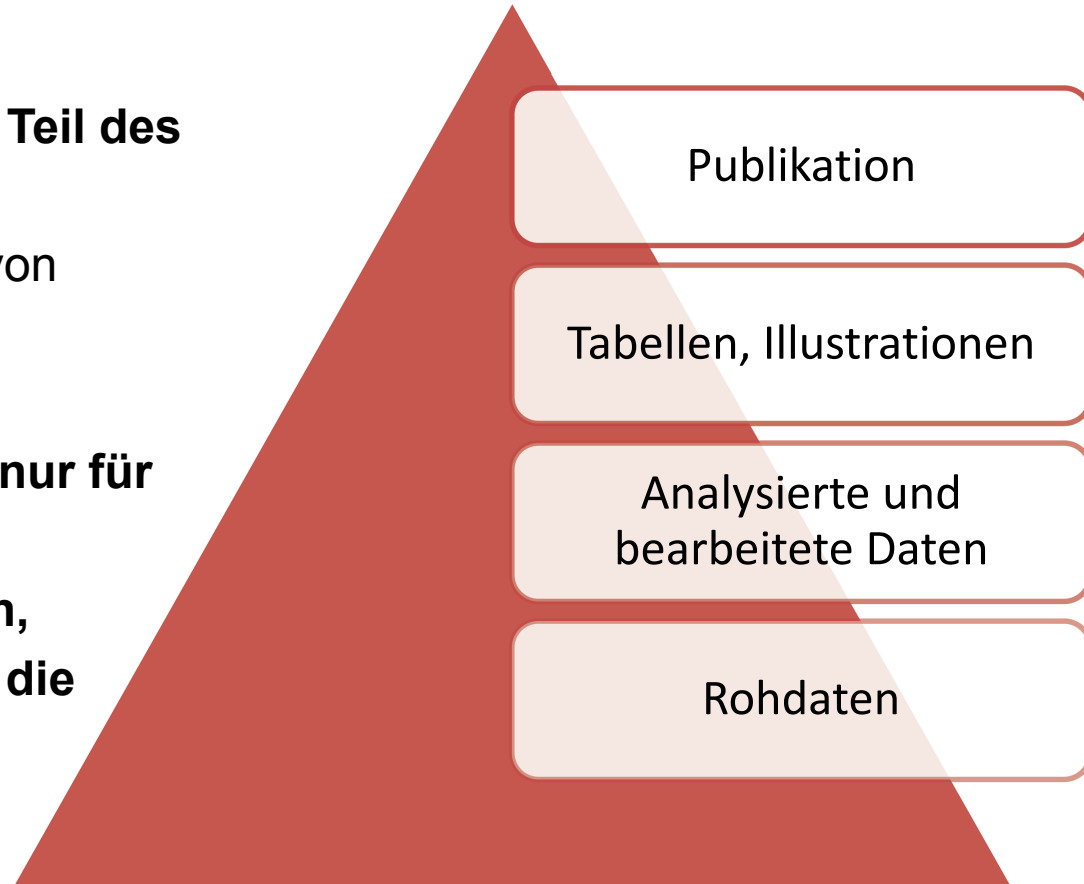 Teil des
von
nur für
n,
die
Publikation
Tabellen, Illustrationen
Analysierte und
bearbeitete Daten
Rohdaten